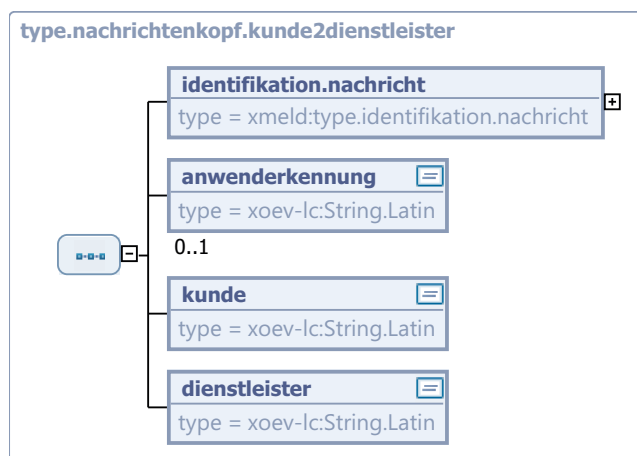 type.nachrichtenkopf.kunde2dienstleister
identifikation.nachricht
type = xmeld:type.identifikation.nachricht
anwenderkennung
type = xoev-lc:String.Latin
0..1
kunde
type = xoev-lc:String.Latin
dienstleister
type = xoev-lc:String.Latin